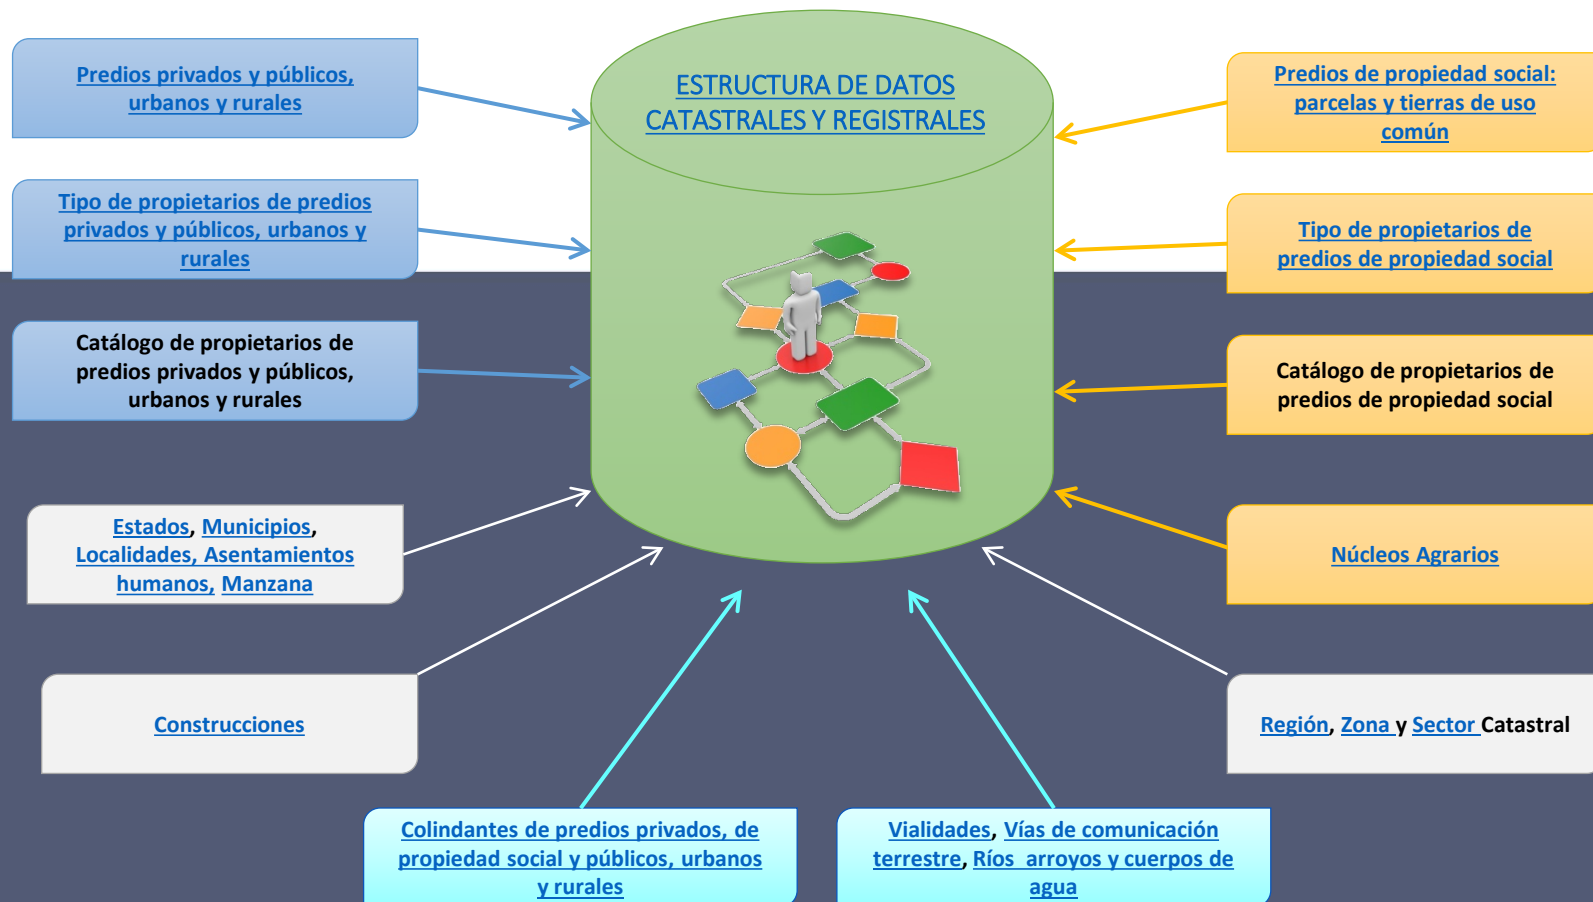 ESTRUCTURA DE DATOS
CATASTRALES Y REGISTRALES
Predios privados y públicos,
urbanos y rurales
Tipo de propietarios de predios
privados y públicos, urbanos y
rurales
Catálogo de propietarios de
predios privados y públicos,
urbanos y rurales
Estados, Municipios,
Localidades, Asentamientos
humanos, Manzana
Construcciones
Colindantes de predios privados, de
propiedad social y públicos, urbanos
y rurales
Vialidades, Vías de comunicación
terrestre, Ríos arroyos y cuerpos de
agua
Predios de propiedad social:
parcelas y tierras de uso
común
Tipo de propietarios de
predios de propiedad social
Catálogo de propietarios de
predios de propiedad social
Núcleos Agrarios
Región, Zona y Sector Catastral